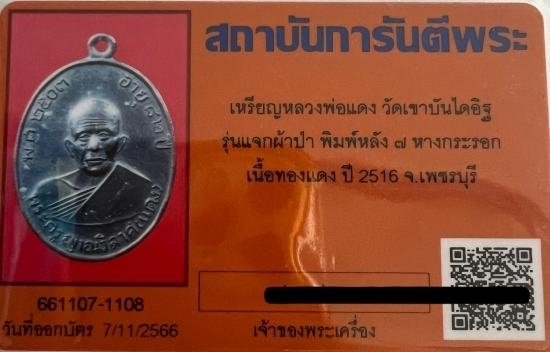 สถาบันการันตีพระ
เหรียญหลวงพ่อแดง วัดเขาบันไดอิฐ
รุ่นแจกผ้าป่า พิมพ์หลัง ๗ หางกระรอก
เนื้อทองแดง ปี 2516 จ.เพชรบุรี
661107-1108
วันที่ออกบัตร 7/11/2566
เจ้าของพระเครื่อง